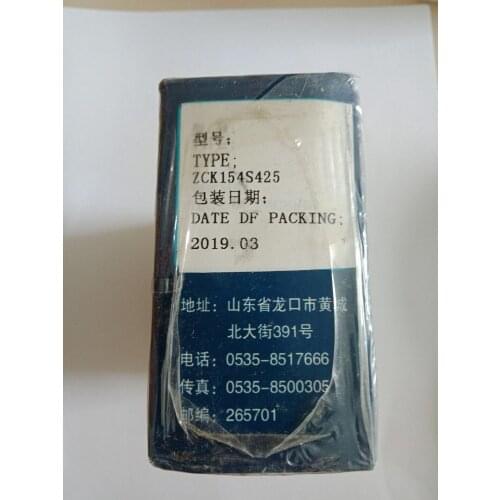 型号;
TYPE;
ZCK154S425
包装日期:
DATE DF PACKING;
2019.03
地址: 山东省龙口市黄城
北大街391号
电话: 0535-8517666
传真: 0535-8500305
邮编: 265701